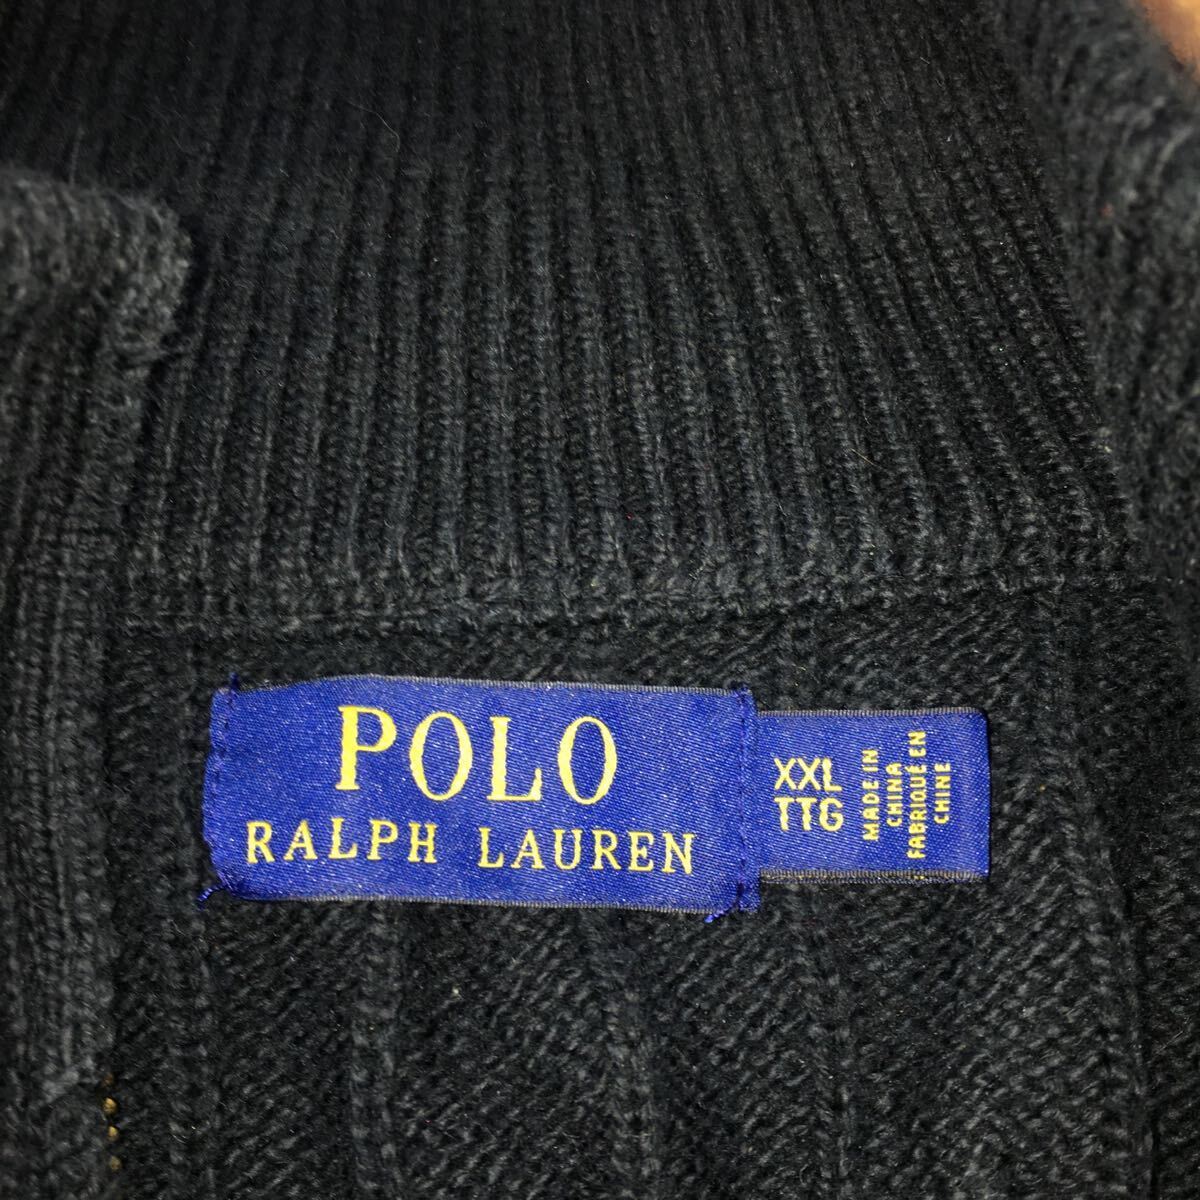 POLO
RALPH LAUREN
XXL
TTG
MADE IN
CHINA
FABRIQUÉ EN
CHINE